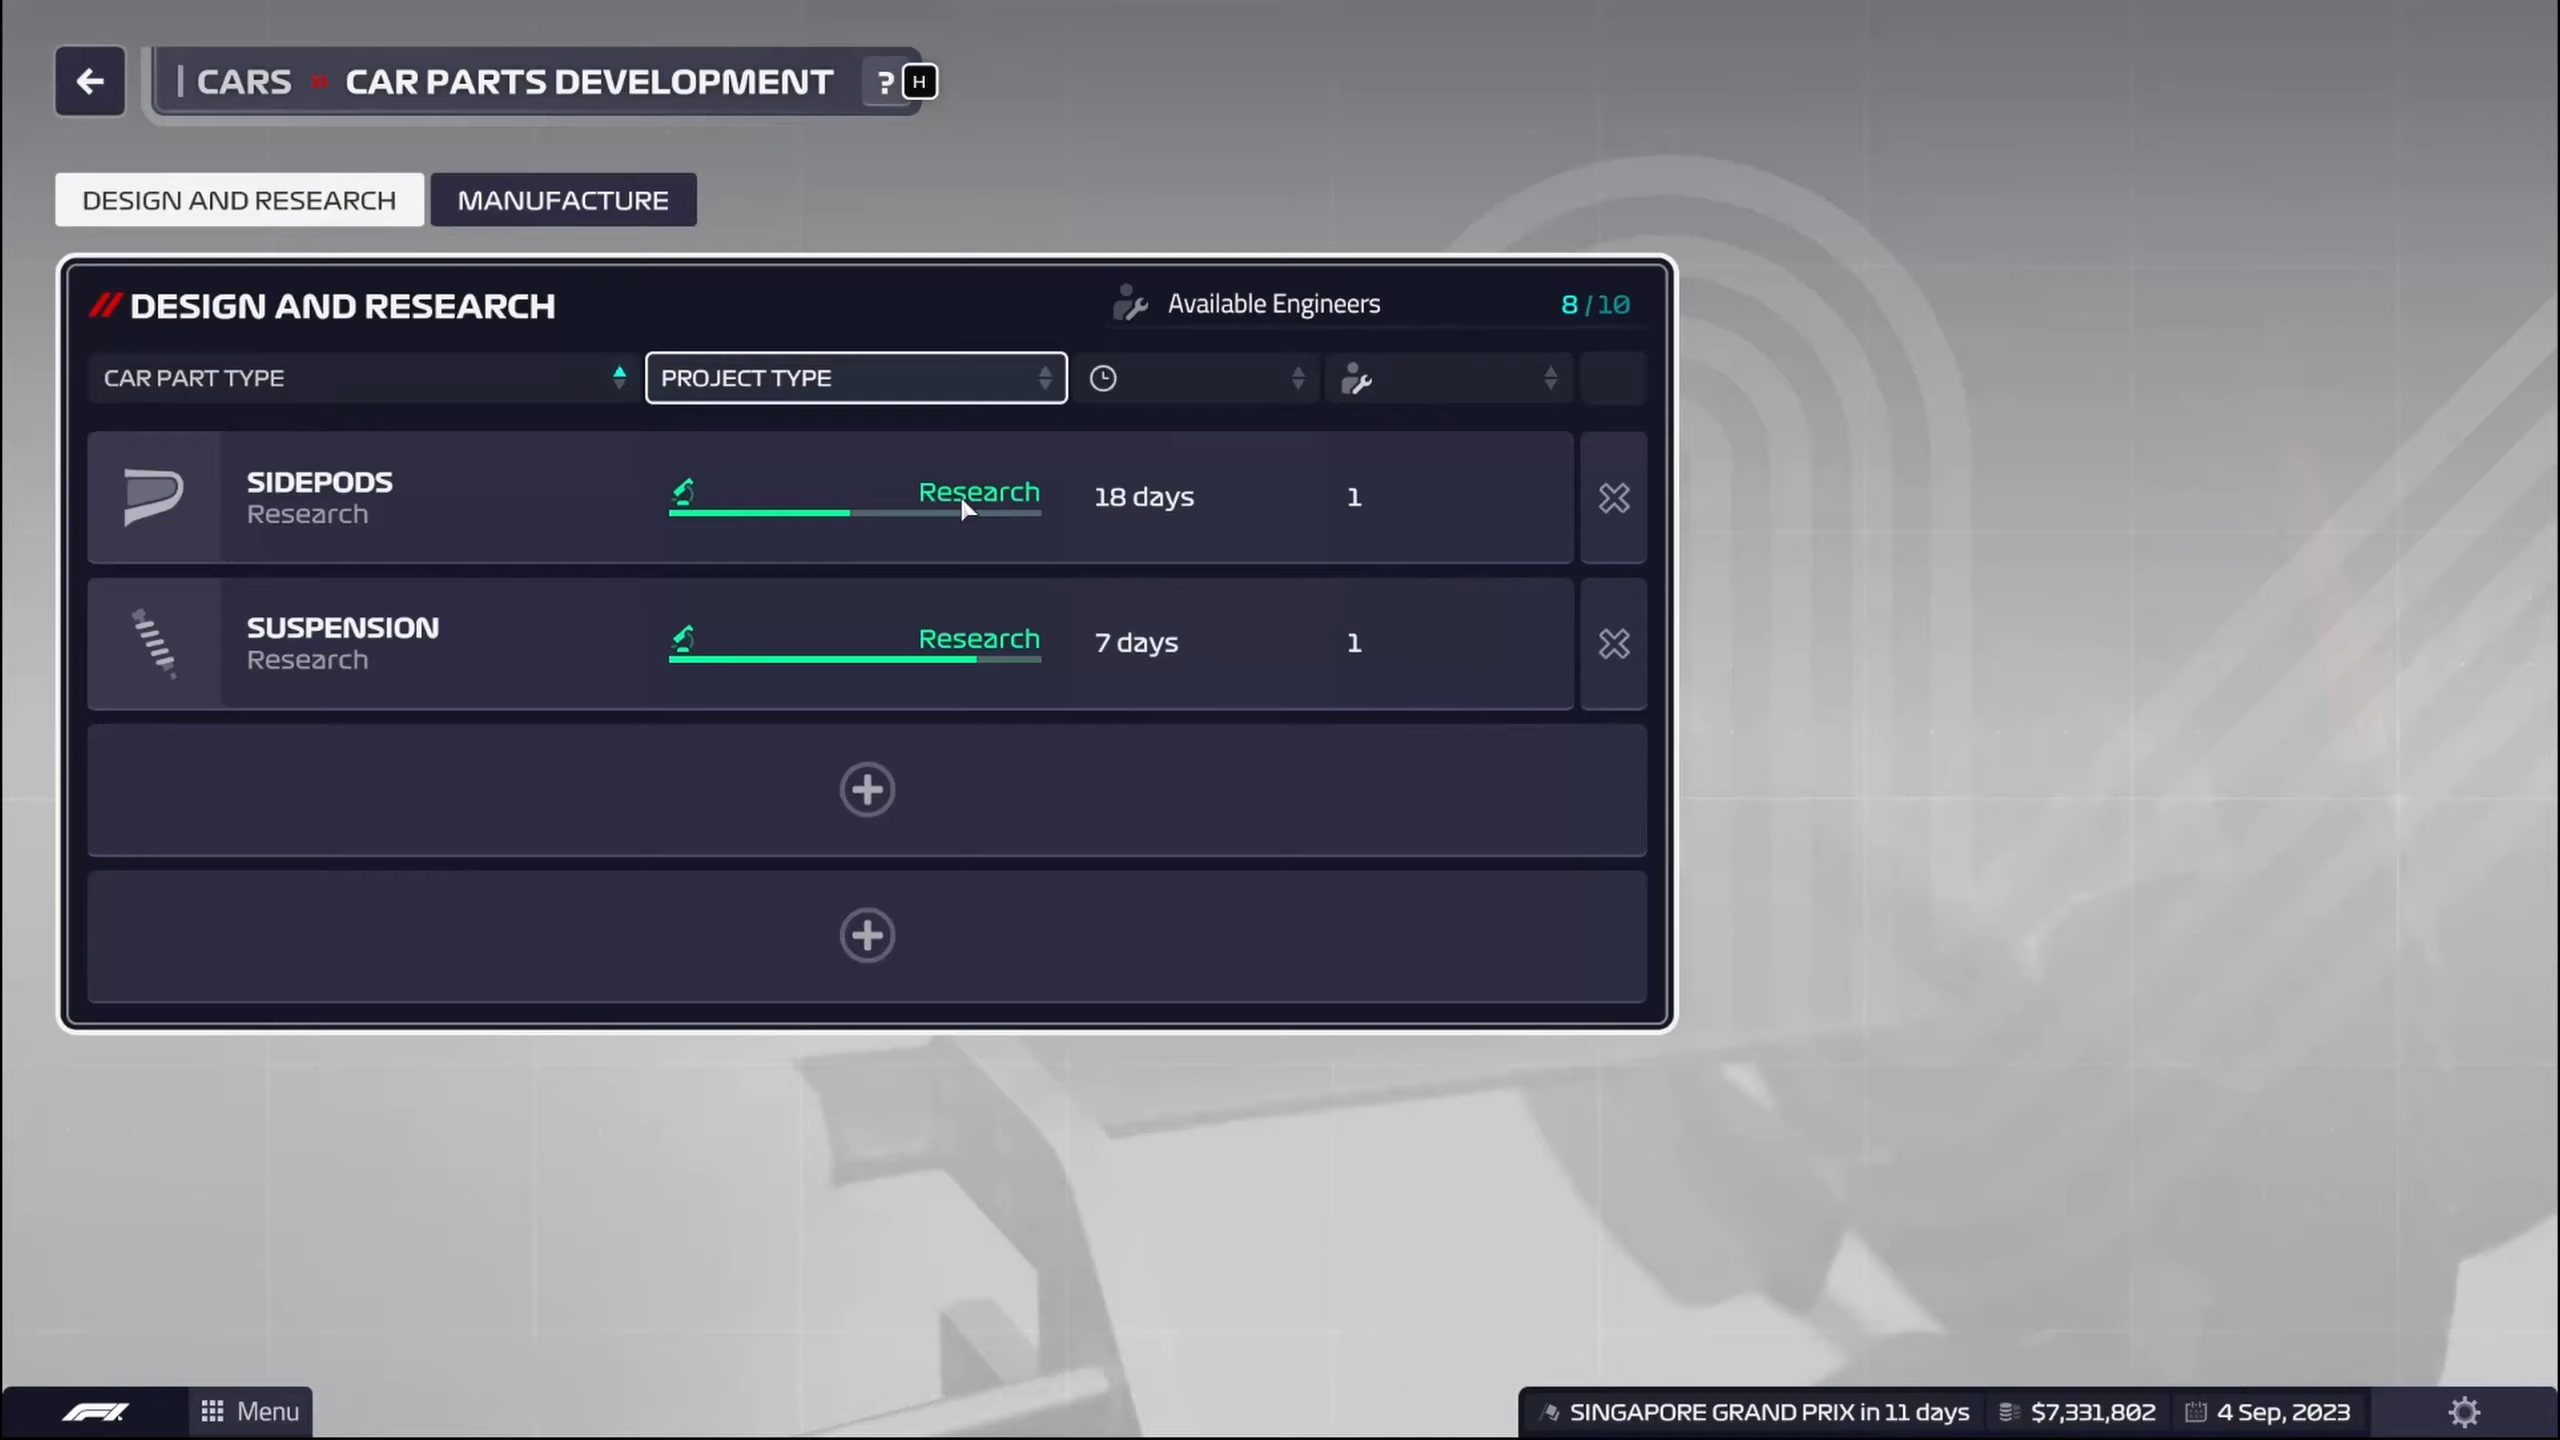 CARS » CAR PARTS DEVELOPMENT ? H
DESIGN AND RESEARCH MANUFACTURE
DESIGN AND RESEARCH Available Engineers 8 / 10
CAR PART TYPE PROJECT TYPE
SIDEPODS Research 18 days 1
Research
SUSPENSION Research 7 days 1
Research
Menu SINGAPORE GRAND PRIX in 11 days $7,331,802 4 Sep, 2023